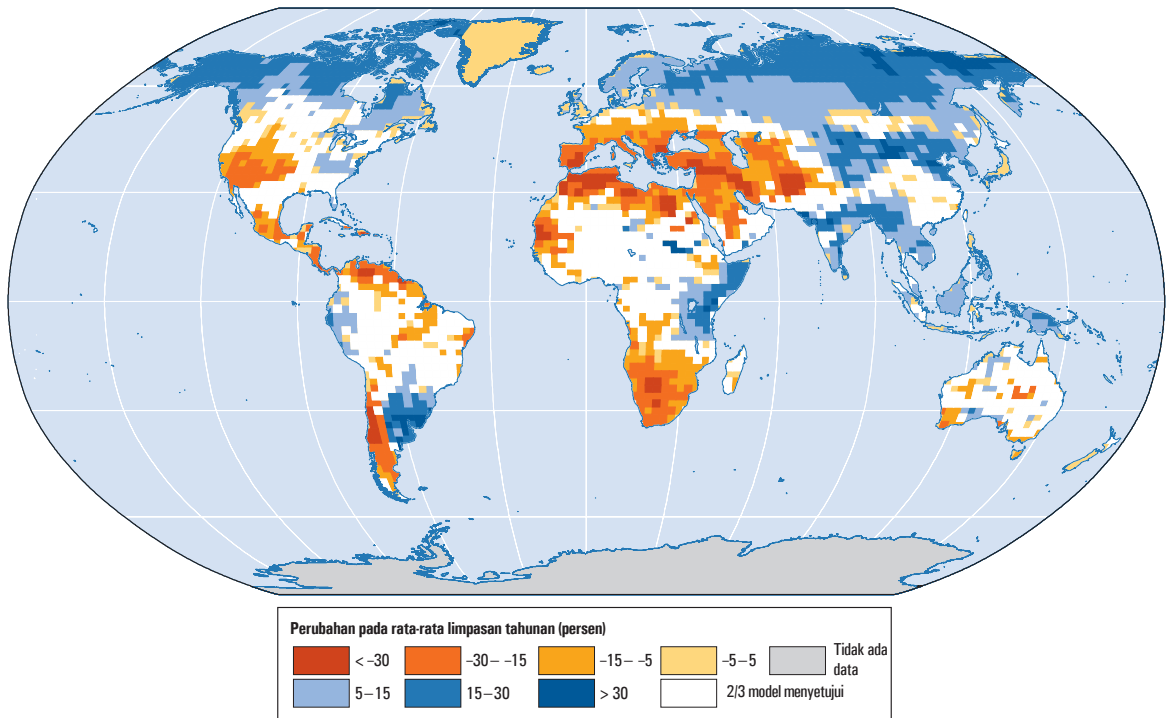 Perubahan pada rata-rata limpasan tahunan (persen)
< –30
–30– –15
–15– –5
–5–5
Tidak ada
data
5–15
15–30
> 30
2/3 model menyetujui